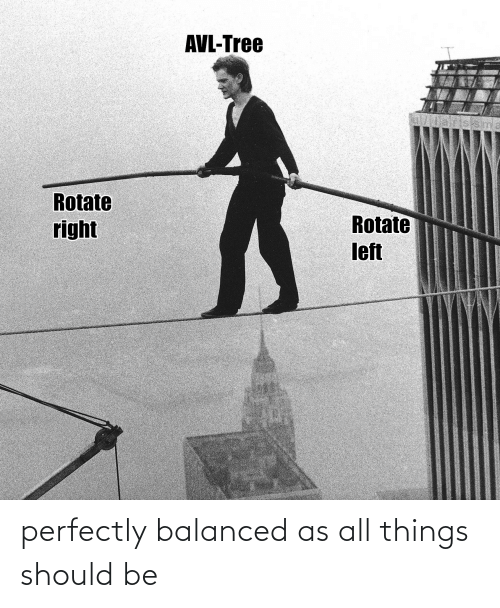 AVL-Tree
Rotate
right
Rotate
left
perfectly balanced as all things
should be